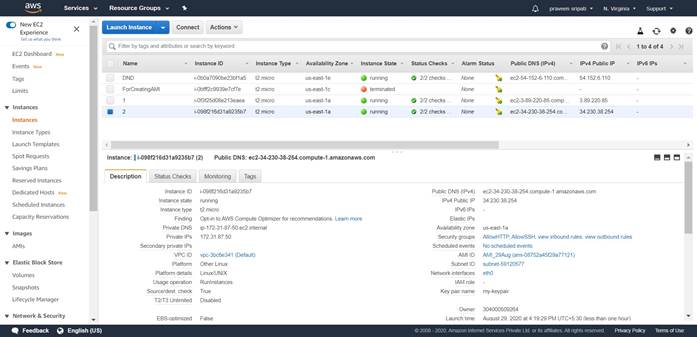 aws Services Resource Groups praveen sripati N. Virginia Support
New EC2 Experience
Tell us what you think
Launch Instance Connect Actions
Filter by tags and attributes or search by keyword 1 to 4 of 4
Name Instance ID Instance Type Availability Zone Instance State Status Checks Alarm Status Public DNS (IPv4) IPv4 Public IP IPv6 IPs
DND t2.micro us-east-1e running 2/2 checks ... None ec2-54-152-6-110.com... 54.152.6.110 -
ForCreatingAMI t2.micro us-east-1c terminated None - -
1 t2.micro us-east-1a running 2/2 checks ... None ec2-3-89-220-85.comp... 3.89.220.85 -
2 i-098f216d31a9235b7 t2.micro us-east-1a running 2/2 checks ... None ec2-34-230-38-254.co... 34.230.38.254 -
EC2 Dashboard New
Events New
Tags
Limits
Instances
Instances
Instance Types
Launch Templates
Spot Requests
Savings Plans
Reserved Instances
Dedicated Hosts New
Scheduled Instances
Capacity Reservations
Images
AMIs
Elastic Block Store
Volumes
Snapshots
Lifecycle Manager
Network & Security
Instance: i-098f216d31a9235b7 (2) Public DNS: ec2-34-230-38-254.compute-1.amazonaws.com
Description Status Checks Monitoring Tags
Instance ID i-098f216d31a9235b7 Public DNS (IPv4) ec2-34-230-38-254.compute-1.amazonaws.com
Instance state running IPv4 Public IP 34.230.38.254
Instance type t2.micro IPv6 IPs -
Finding Opt-in to AWS Compute Optimizer for recommendations. Learn more Elastic IPs
Private DNS ip-172-31-87-50.ec2.internal Availability zone us-east-1a
Private IPs 172.31.87.50 Security groups AllowHTTP, AllowSSH, view inbound rules. view outbound rules
Secondary private IPs Scheduled events No scheduled events
VPC ID vpc-3bc6e341 (Default) AMI ID AMI_29Aug (ami-08752a45f29a77121)
Platform Other Linux Subnet ID subnet-59120577
Platform details Linux/UNIX Network interfaces eth0
Usage operation RunInstances IAM role -
Source/dest. check True Key pair name my-keypair
T2/T3 Unlimited Disabled
Owner 304000509264
EBS-optimized False Launch time August 29, 2020 at 4:19:29 PM UTC+5:30 (less than one hour)
Feedback English (US) © 2008 - 2020, Amazon Internet Services Private Ltd. or its affiliates. All rights reserved. Privacy Policy Terms of Use